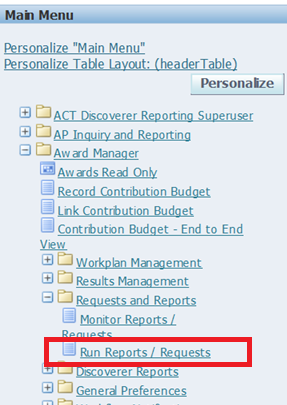 Main Menu
Personalize "Main Menu"
Personalize Table Layout: (headerTable)
Personalize
ACT Discoverer Reporting Superuser
AP Inquiry and Reporting
Award Manager
Awards Read Only
Record Contribution Budget
Link Contribution Budget
Contribution Budget - End to End
View
Workplan Management
Results Management
Requests and Reports
Monitor Reports /
Requests
Run Reports / Requests
Discoverer Reports
General Preferences